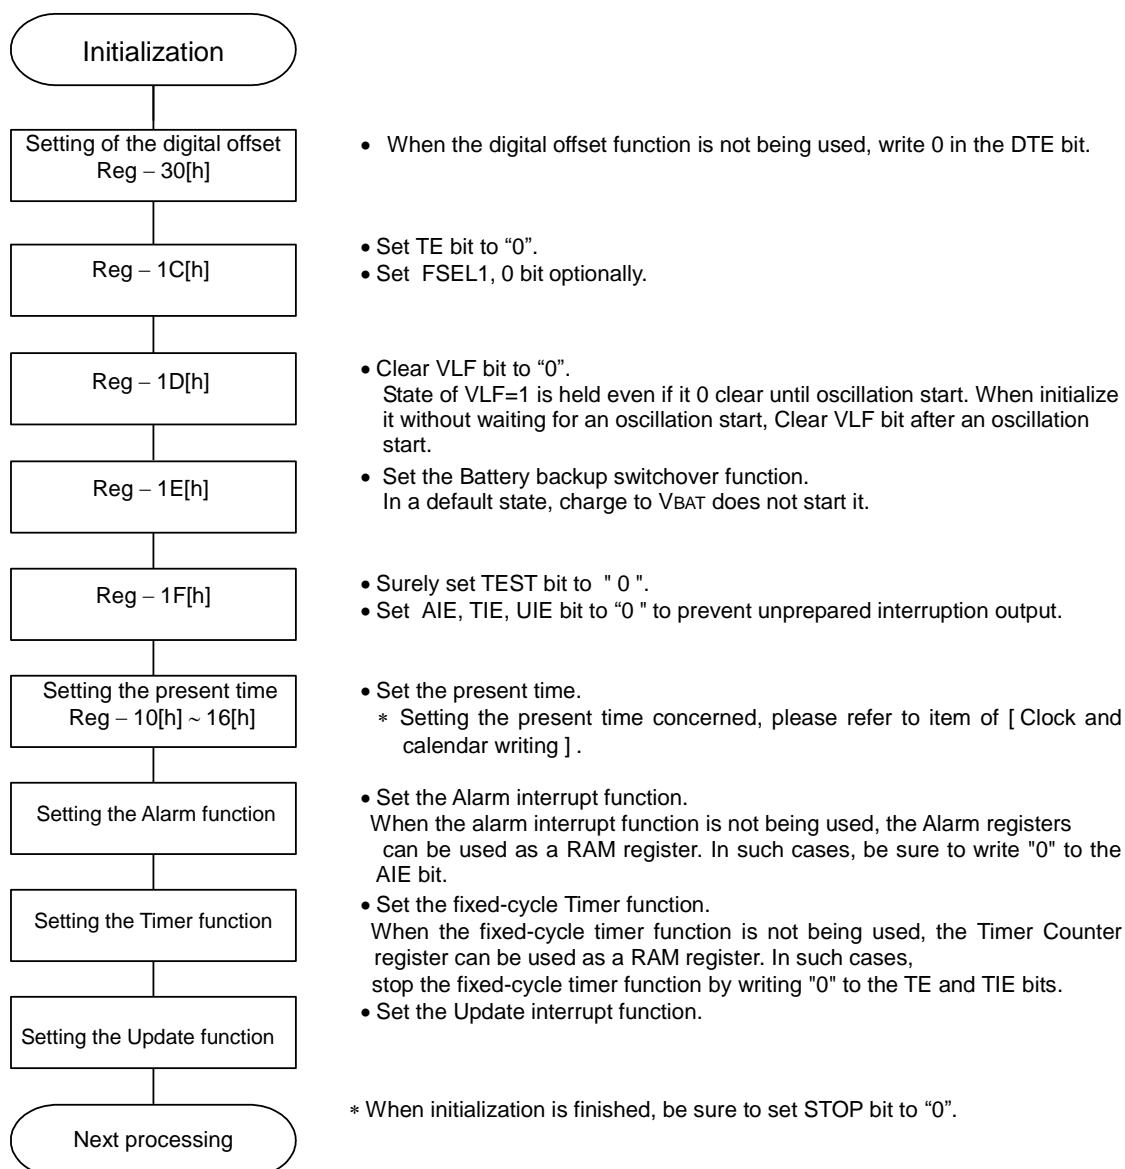 Initialization
Setting of the digital offset
Reg – 30[h]
• When the digital offset function is not being used, write 0 in the DTE bit.
Reg – 1C[h]
• Set TE bit to “0”.
• Set FSEL1, 0 bit optionally.
Reg – 1D[h]
• Clear VLF bit to “0”.
State of VLF=1 is held even if it 0 clear until oscillation start. When initialize
it without waiting for an oscillation start, Clear VLF bit after an oscillation
start.
Reg – 1E[h]
• Set the Battery backup switchover function.
In a default state, charge to VBAT does not start it.
Reg – 1F[h]
• Surely set TEST bit to " 0 ".
• Set AIE, TIE, UIE bit to “0 " to prevent unprepared interruption output.
Setting the present time
Reg – 10[h] ~ 16[h]
• Set the present time.
* Setting the present time concerned, please refer to item of [ Clock and
calendar writing ] .
Setting the Alarm function
• Set the Alarm interrupt function.
When the alarm interrupt function is not being used, the Alarm registers
can be used as a RAM register. In such cases, be sure to write "0" to the
AIE bit.
Setting the Timer function
• Set the fixed-cycle Timer function.
When the fixed-cycle timer function is not being used, the Timer Counter
register can be used as a RAM register. In such cases,
stop the fixed-cycle timer function by writing "0" to the TE and TIE bits.
Setting the Update function
• Set the Update interrupt function.
Next processing
* When initialization is finished, be sure to set STOP bit to “0”.